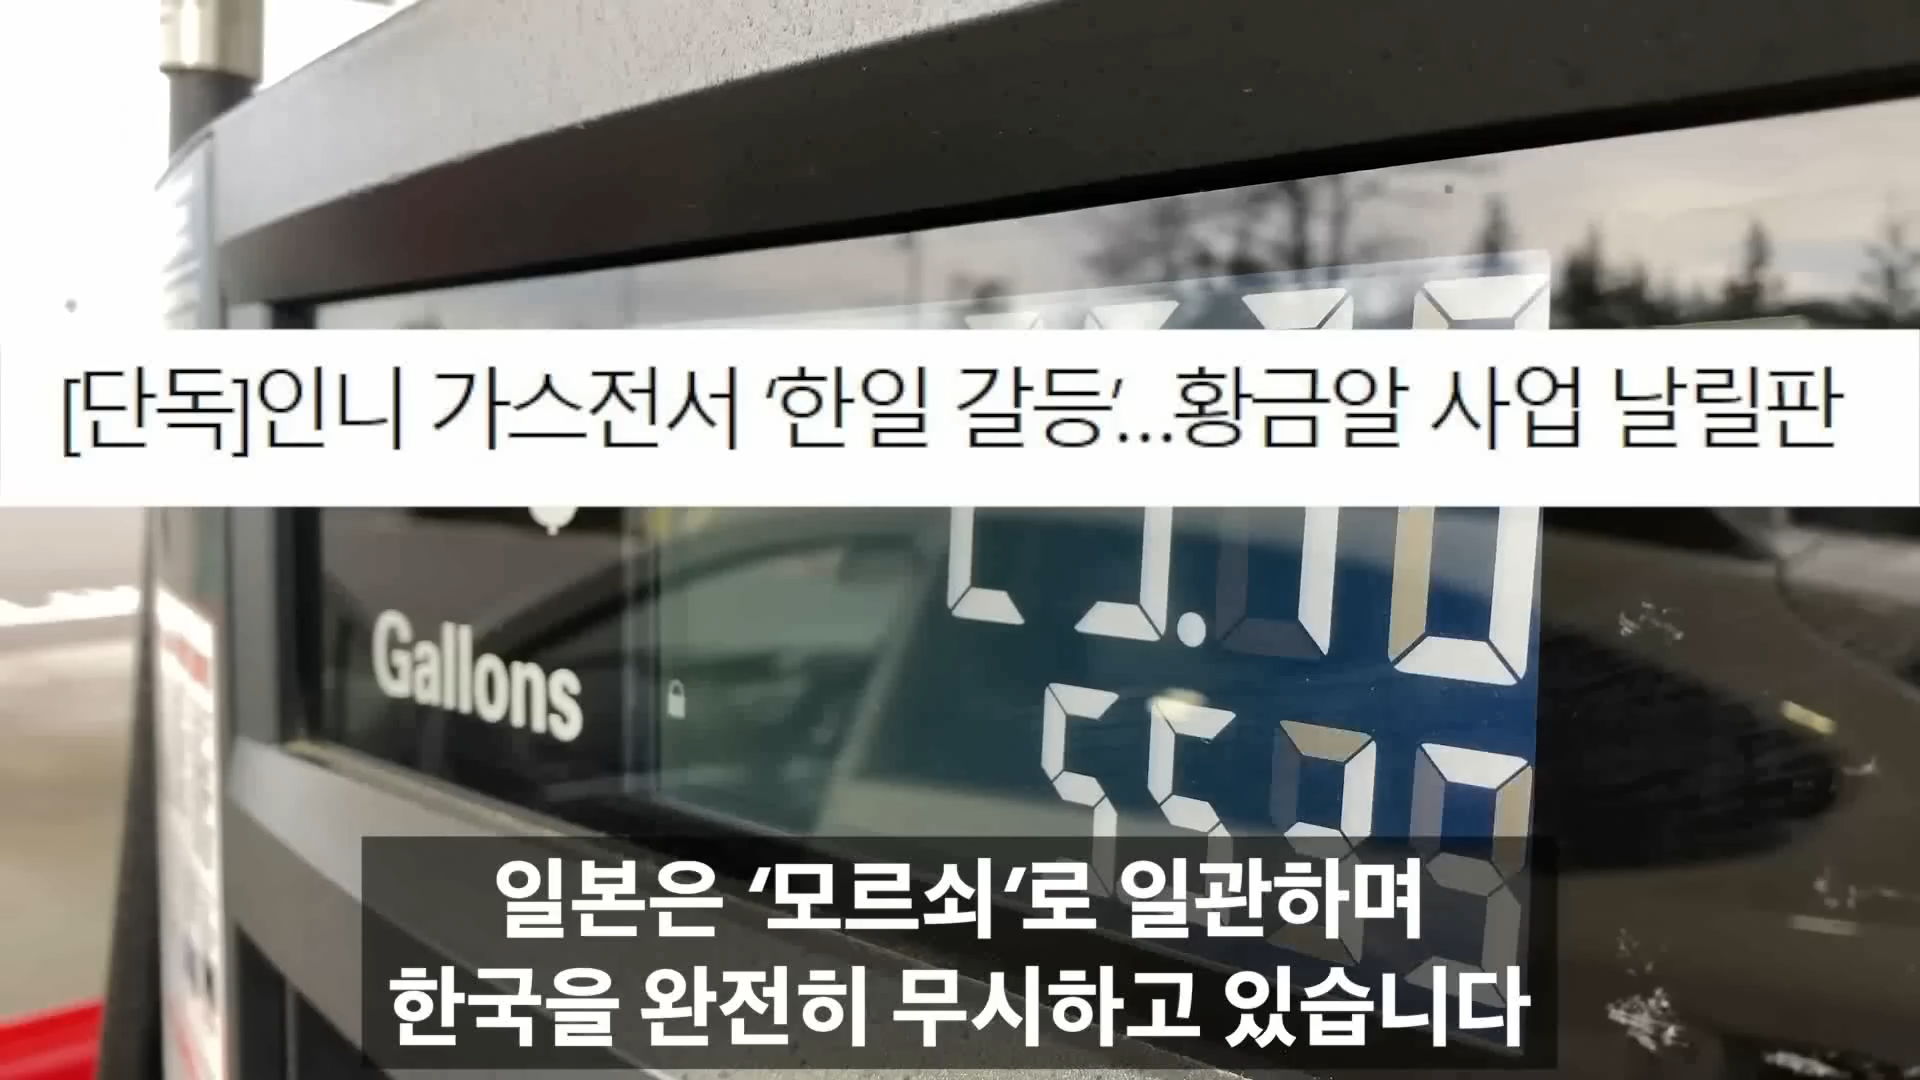 [단독]인니 가스전서 ‘한일 갈등’...황금알 사업 날릴판
Gallons
일본은 ‘모르쇠’로 일관하며
한국을 완전히 무시하고 있습니다